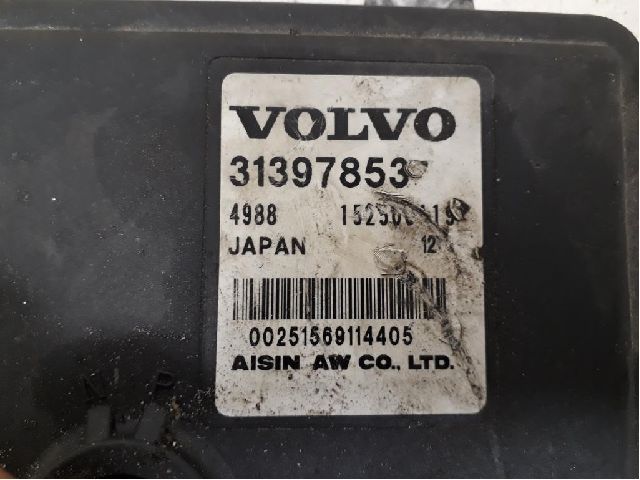 VOLVO
31397853
4988
JAPAN 12
00251569114405
AISIN AW CO., LTD.
N P